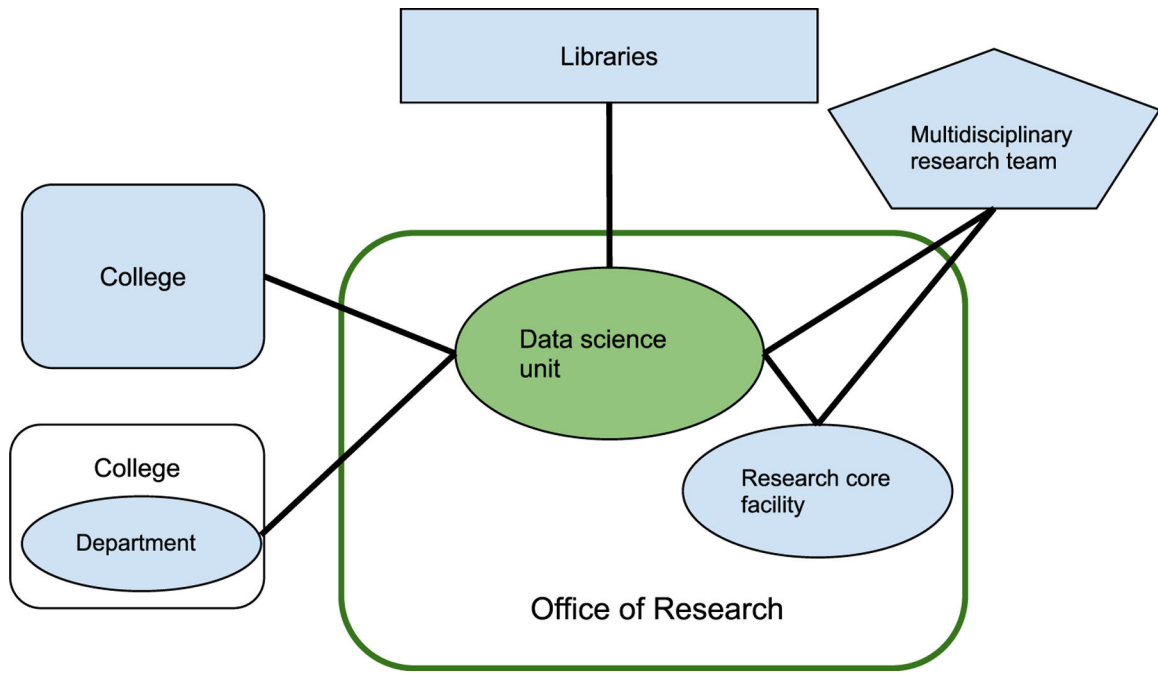 Libraries
Multidisciplinary
research team
College
Data science
unit
College
Department
Research core
facility
Office of Research